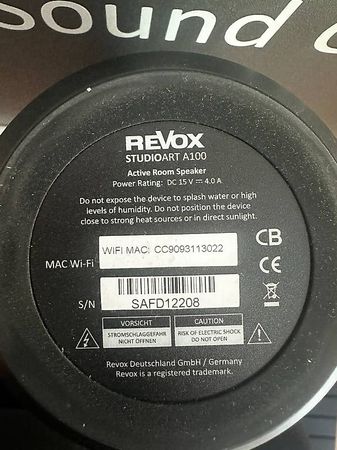 sound
REVOX
STUDIOART A100
Active Room Speaker
Power Rating: DC 15 V ⎓ 4.0 A
Do not expose the device to splash water or high
levels of humidity. Do not position the device
close to strong heat sources or in direct sunlight.
WIFI MAC: CC9093113022
MAC Wi-Fi
CB
CE
S/N
SAFD12208
VORSICHT
STROMSCHLAGGEFAHR
NICHT ÖFFNEN
CAUTION
RISK OF ELECTRIC SHOCK
DO NOT OPEN
Revox Deutschland GmbH / Germany
Revox is a registered trademark.